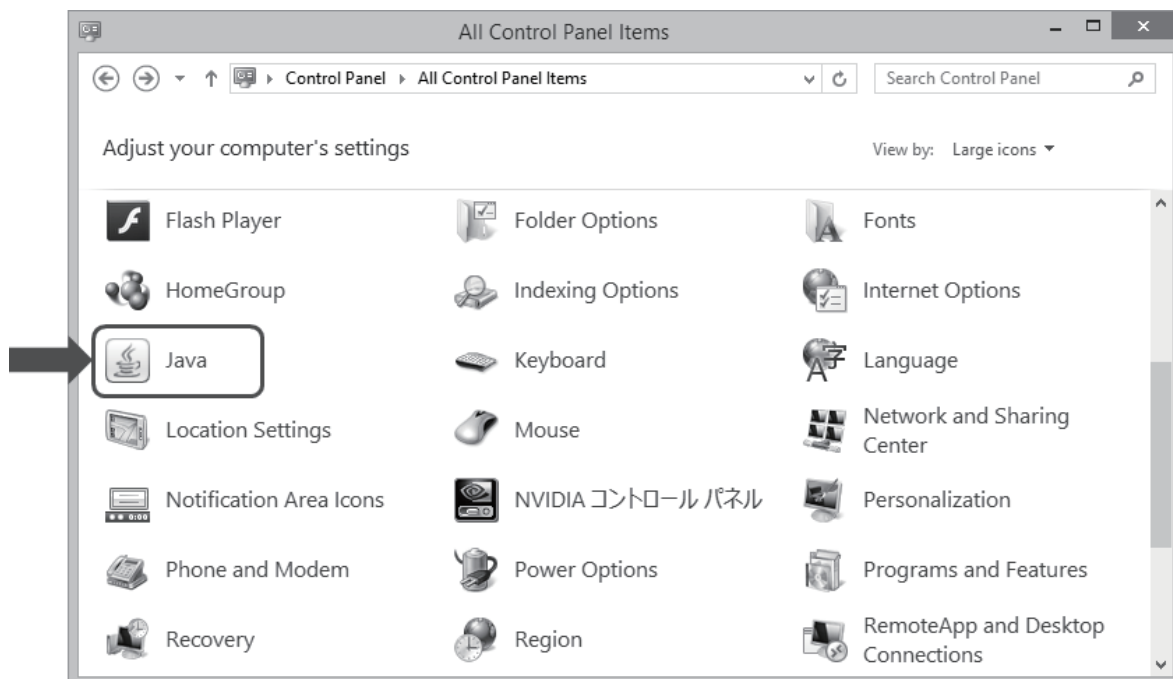 All Control Panel Items
Control Panel All Control Panel Items
Search Control Panel
Adjust your computer's settings
View by: Large icons
Flash Player
Folder Options
Fonts
HomeGroup
Indexing Options
Internet Options
Java
Keyboard
Language
Location Settings
Mouse
Network and Sharing
Center
Notification Area Icons
NVIDIA コントロール パネル
Personalization
Phone and Modem
Power Options
Programs and Features
Recovery
Region
RemoteApp and Desktop
Connections